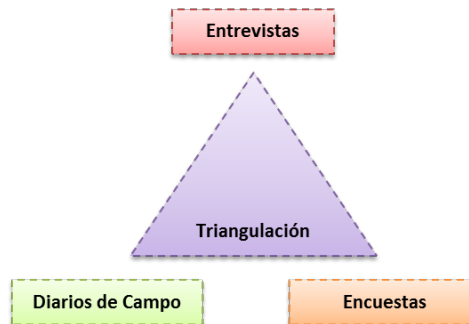 Entrevistas
Triangulación
Diarios de Campo
Encuestas